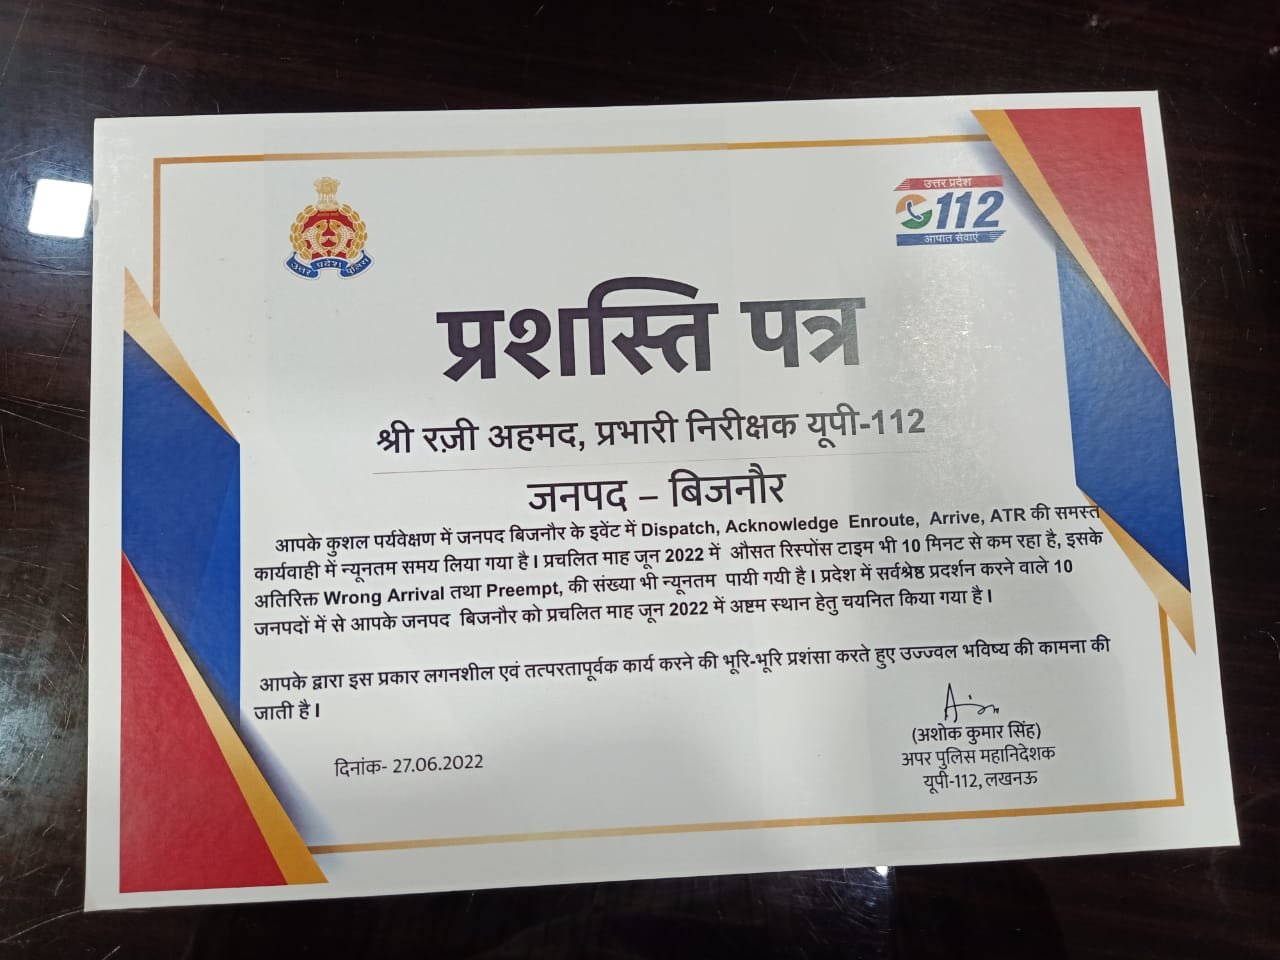 उत्तर प्रदेश पुलिस
उत्तर प्रदेश
112
आपात सेवाएं
प्रशस्ति पत्र
श्री रज़ी अहमद, प्रभारी निरीक्षक यूपी-112
जनपद – बिजनौर
आपके कुशल पर्यवेक्षण में जनपद बिजनौर के इवेंट में Dispatch, Acknowledge Enroute, Arrive, ATR की समस्त
कार्यवाही में न्यूनतम समय लिया गया है। प्रचलित माह जून 2022 में औसत रिस्पोंस टाइम भी 10 मिनट से कम रहा है, इसके
अतिरिक्त Wrong Arrival तथा Preempt, की संख्या भी न्यूनतम पायी गयी है। प्रदेश में सर्वश्रेष्ठ प्रदर्शन करने वाले 10
जनपदों में से आपके जनपद बिजनौर को प्रचलित माह जून 2022 में अष्टम स्थान हेतु चयनित किया गया है।
आपके द्वारा इस प्रकार लगनशील एवं तत्परतापूर्वक कार्य करने की भूरि-भूरि प्रशंसा करते हुए उज्ज्वल भविष्य की कामना की
जाती है।
(अशोक कुमार सिंह)
अपर पुलिस महानिदेशक
यूपी-112, लखनऊ
दिनांक- 27.06.2022